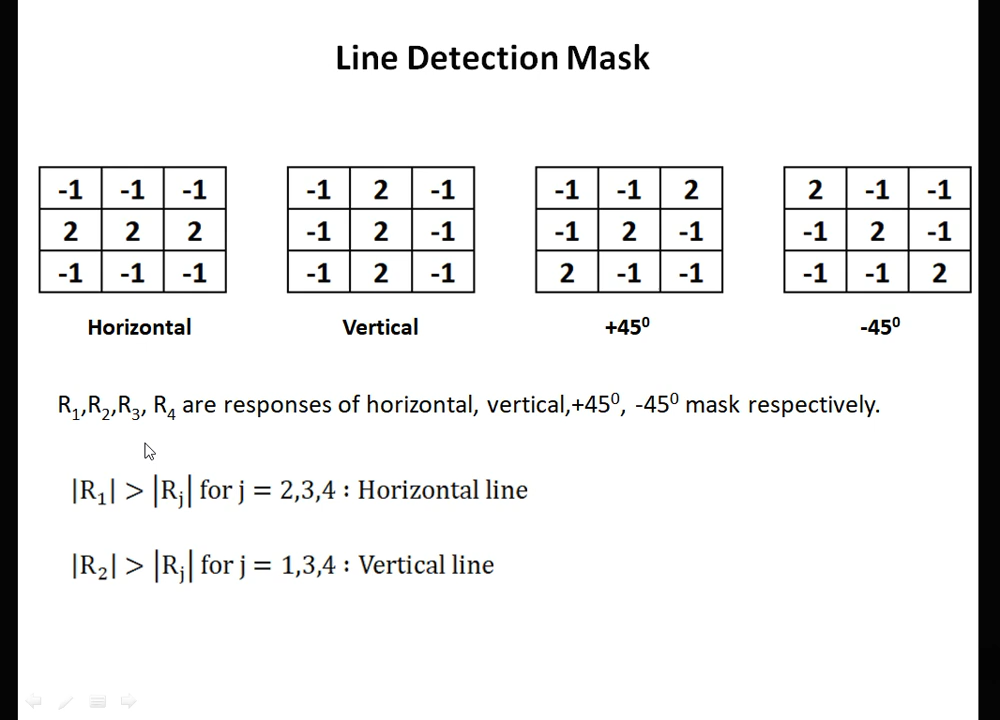 Line Detection Mask
-1 -1 -1 -1 2 -1 -1 -1 2 2 -1 -1
2 2 2 -1 2 -1 -1 2 -1 -1 2 -1
-1 -1 -1 -1 2 -1 2 -1 -1 -1 -1 2
Horizontal Vertical +45⁰ -45⁰
R₁,R₂,R₃, R₄ are responses of horizontal, vertical,+45⁰, -45⁰ mask respectively.
|R₁| > |Rⱼ| for j = 2,3,4 : Horizontal line
|R₂| > |Rⱼ| for j = 1,3,4 : Vertical line